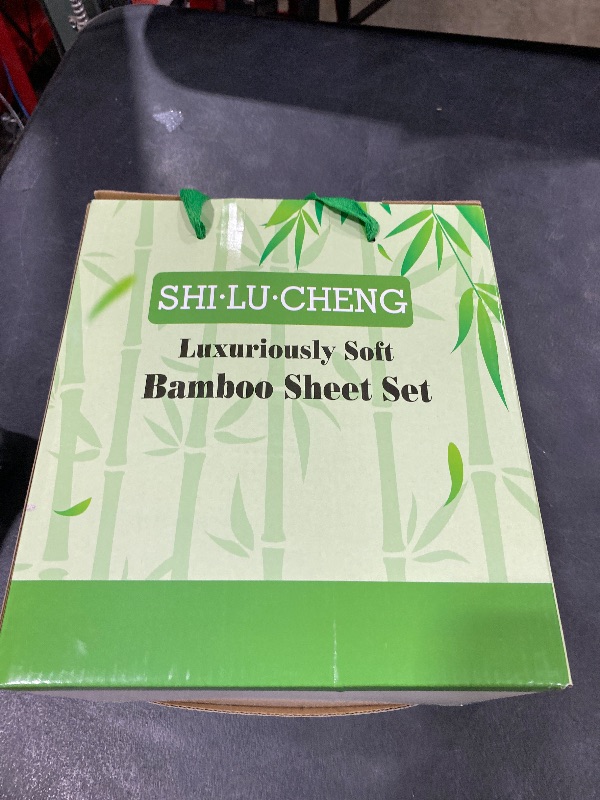 SHI·LU·CHENG
Luxuriously Soft
Bamboo Sheet Set